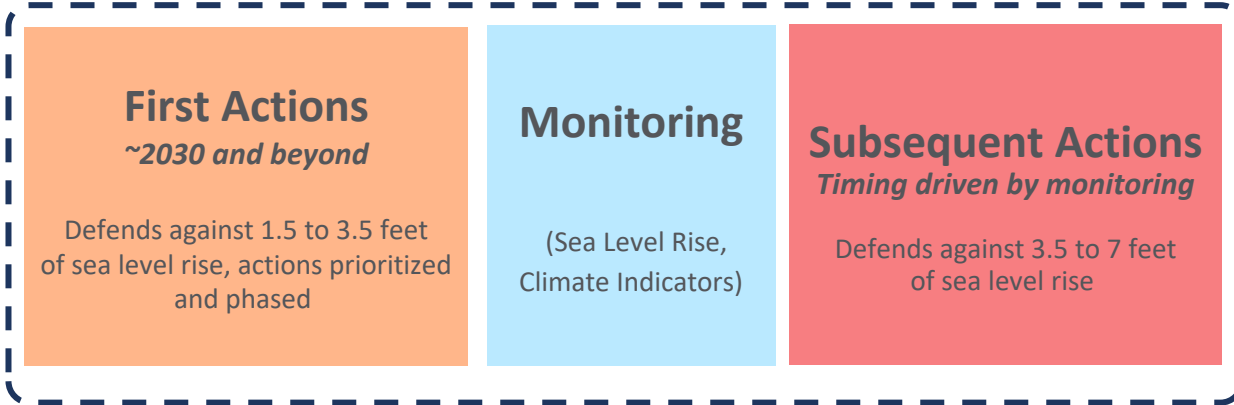 First Actions
~2030 and beyond
Defends against 1.5 to 3.5 feet
of sea level rise, actions prioritized
and phased
Monitoring
(Sea Level Rise,
Climate Indicators)
Subsequent Actions
Timing driven by monitoring
Defends against 3.5 to 7 feet
of sea level rise